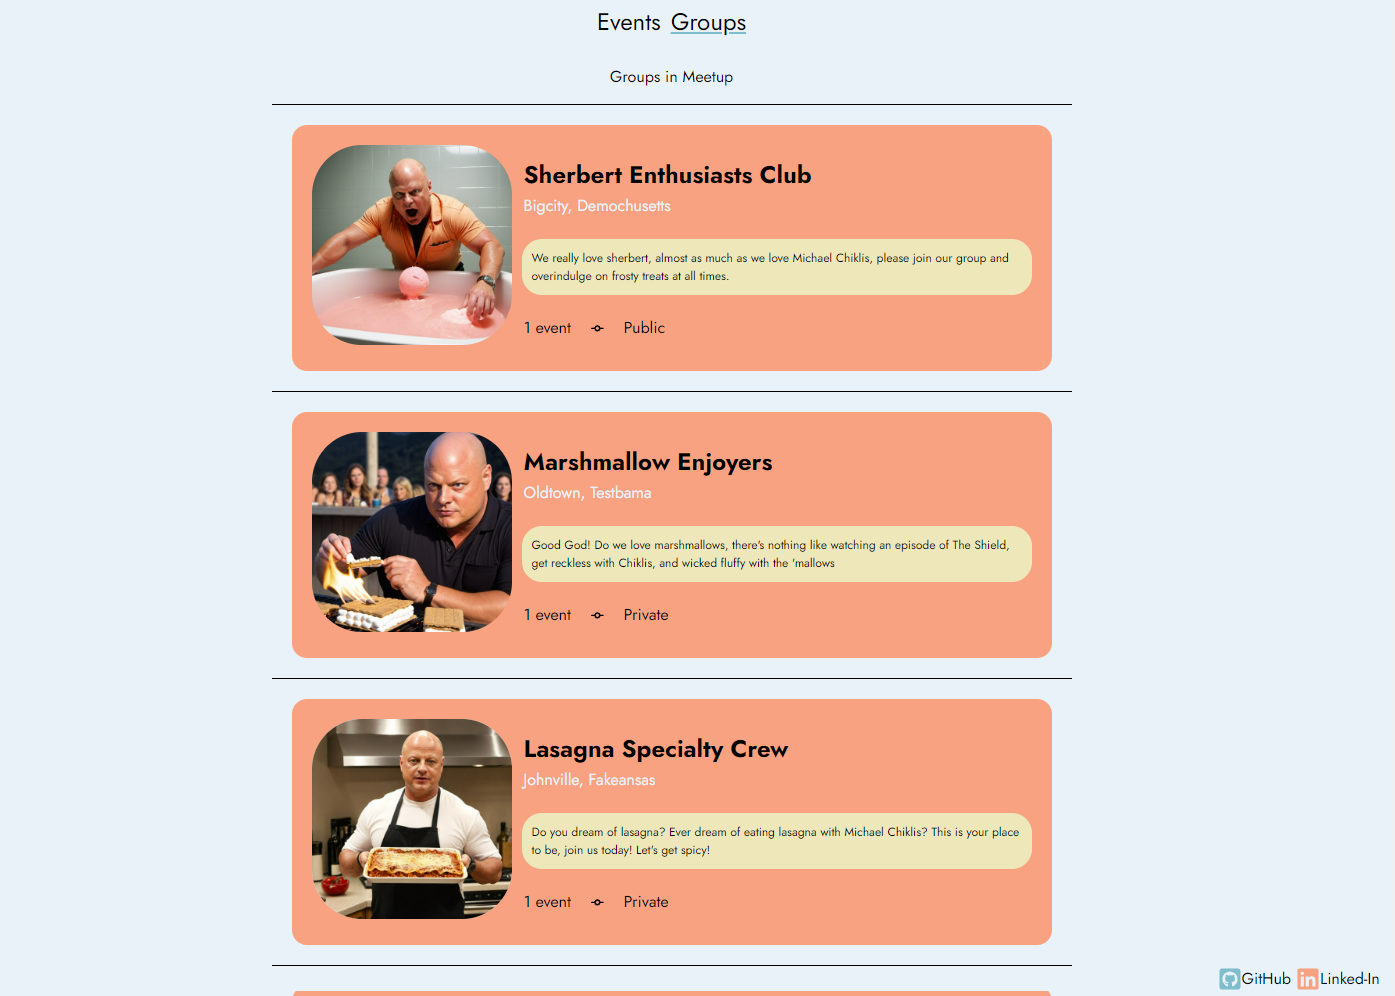 Events Groups
Groups in Meetup
Sherbert Enthusiasts Club
Bigcity, Demochusetts
We really love sherbert, almost as much as we love Michael Chiklis, please join our group and
overindulge on frosty treats at all times.
1 event Public
Marshmallow Enjoyers
Oldtown, Testbama
Good God! Do we love marshmallows, there's nothing like watching an episode of The Shield,
get reckless with Chiklis, and wicked fluffy with the 'mallows
1 event Private
Lasagna Specialty Crew
Johnville, Fakeansas
Do you dream of lasagna? Ever dream of eating lasagna with Michael Chiklis? This is your place
to be, join us today! Let's get spicy!
1 event Private
GitHub in Linked-In